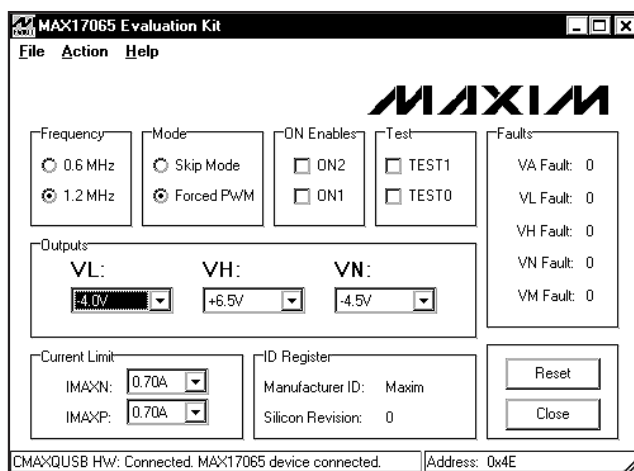 MAX17065 Evaluation Kit
File Action Help
MAXIM
Frequency
0.6 MHz
1.2 MHz
Mode
Skip Mode
Forced PWM
ON Enables
ON2
ON1
Test
TEST1
TEST0
Faults
VA Fault: 0
VL Fault: 0
VH Fault: 0
VN Fault: 0
VM Fault: 0
Outputs
VL: VH: VN:
-4.0V +6.5V -4.5V
Current Limit
IMAXN: 0.70A
IMAXP: 0.70A
ID Register
Manufacturer ID: Maxim
Silicon Revision: 0
Reset
Close
CMAXQUSB HW: Connected. MAX17065 device connected. Address: 0x4E